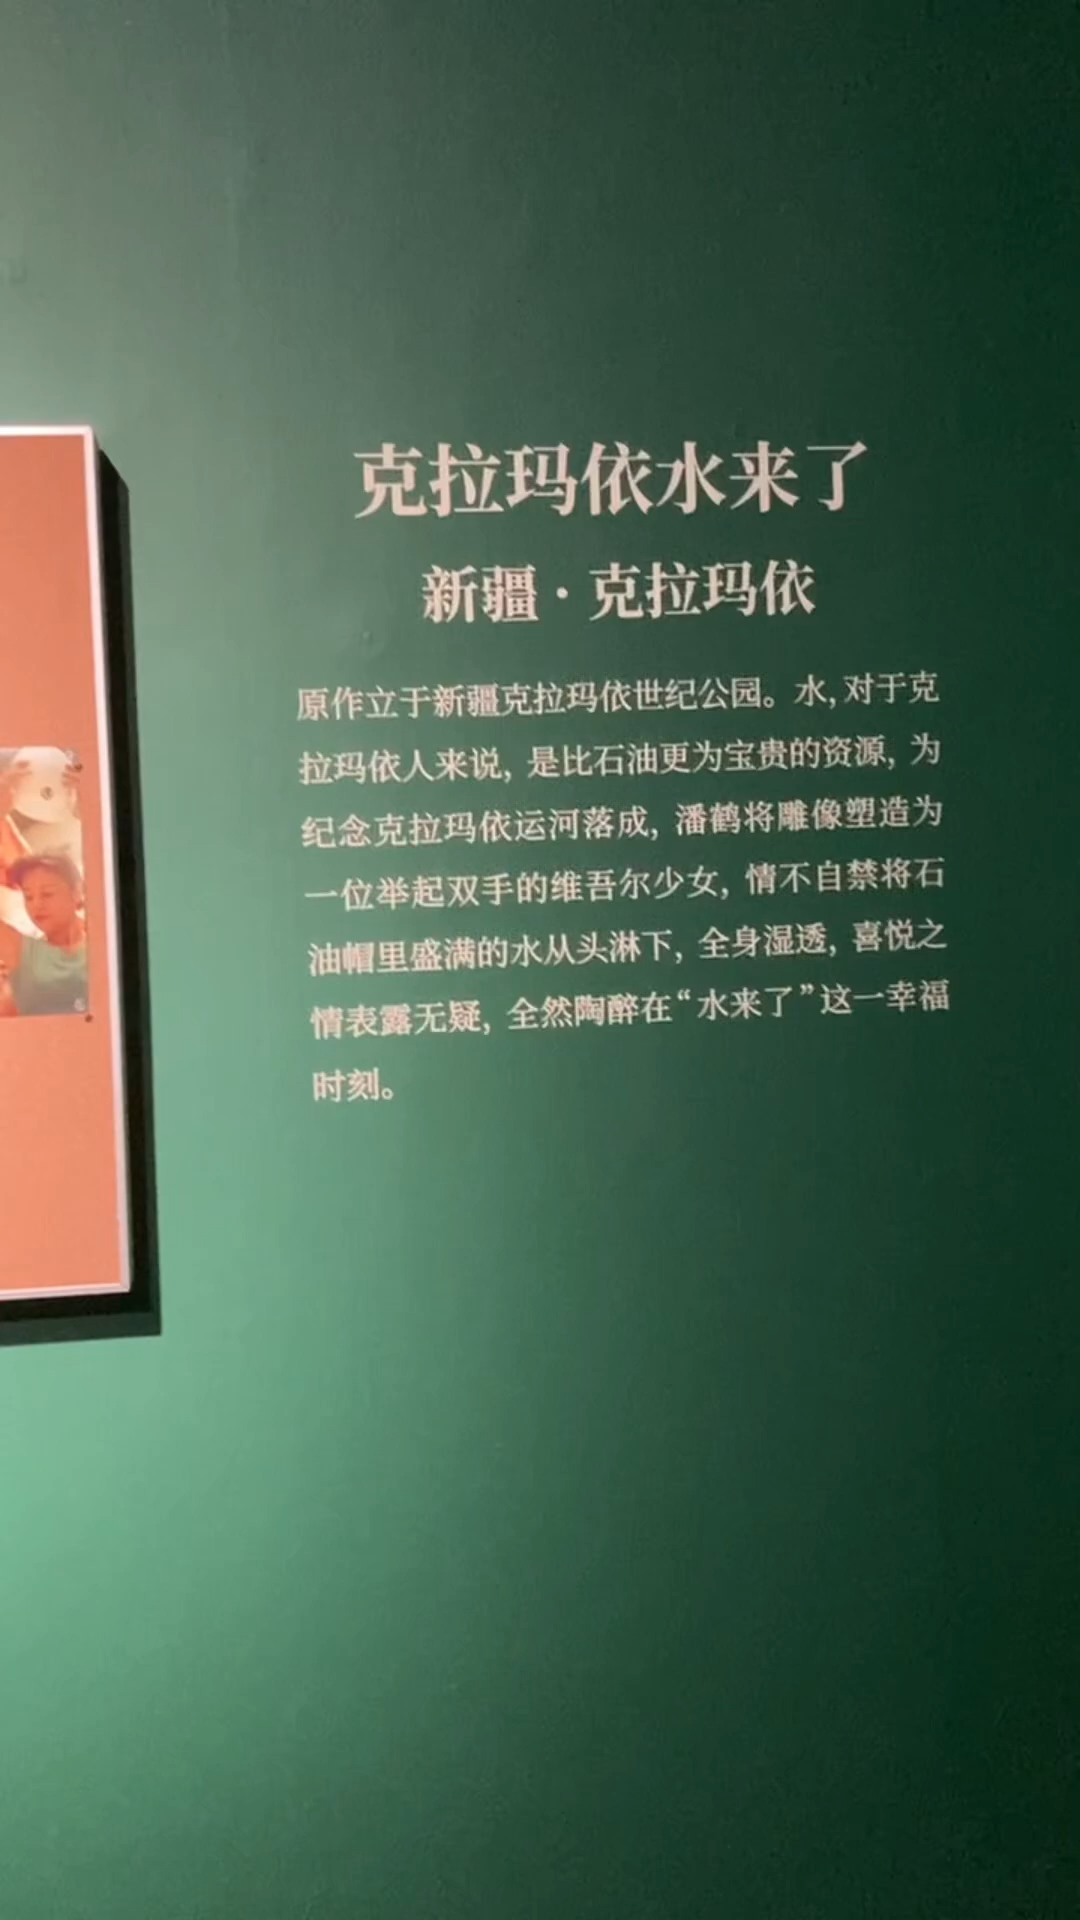 克拉玛依水来了
新疆·克拉玛依
原作立于新疆克拉玛依世纪公园。水,对于克
拉玛依人来说,是比石油更为宝贵的资源,为
纪念克拉玛依运河落成,潘鹤将雕像塑造为
一位举起双手的维吾尔少女,情不自禁将石
油帽里盛满的水从头淋下,全身湿透,喜悦之
情表露无疑,全然陶醉在“水来了”这一幸福
时刻。